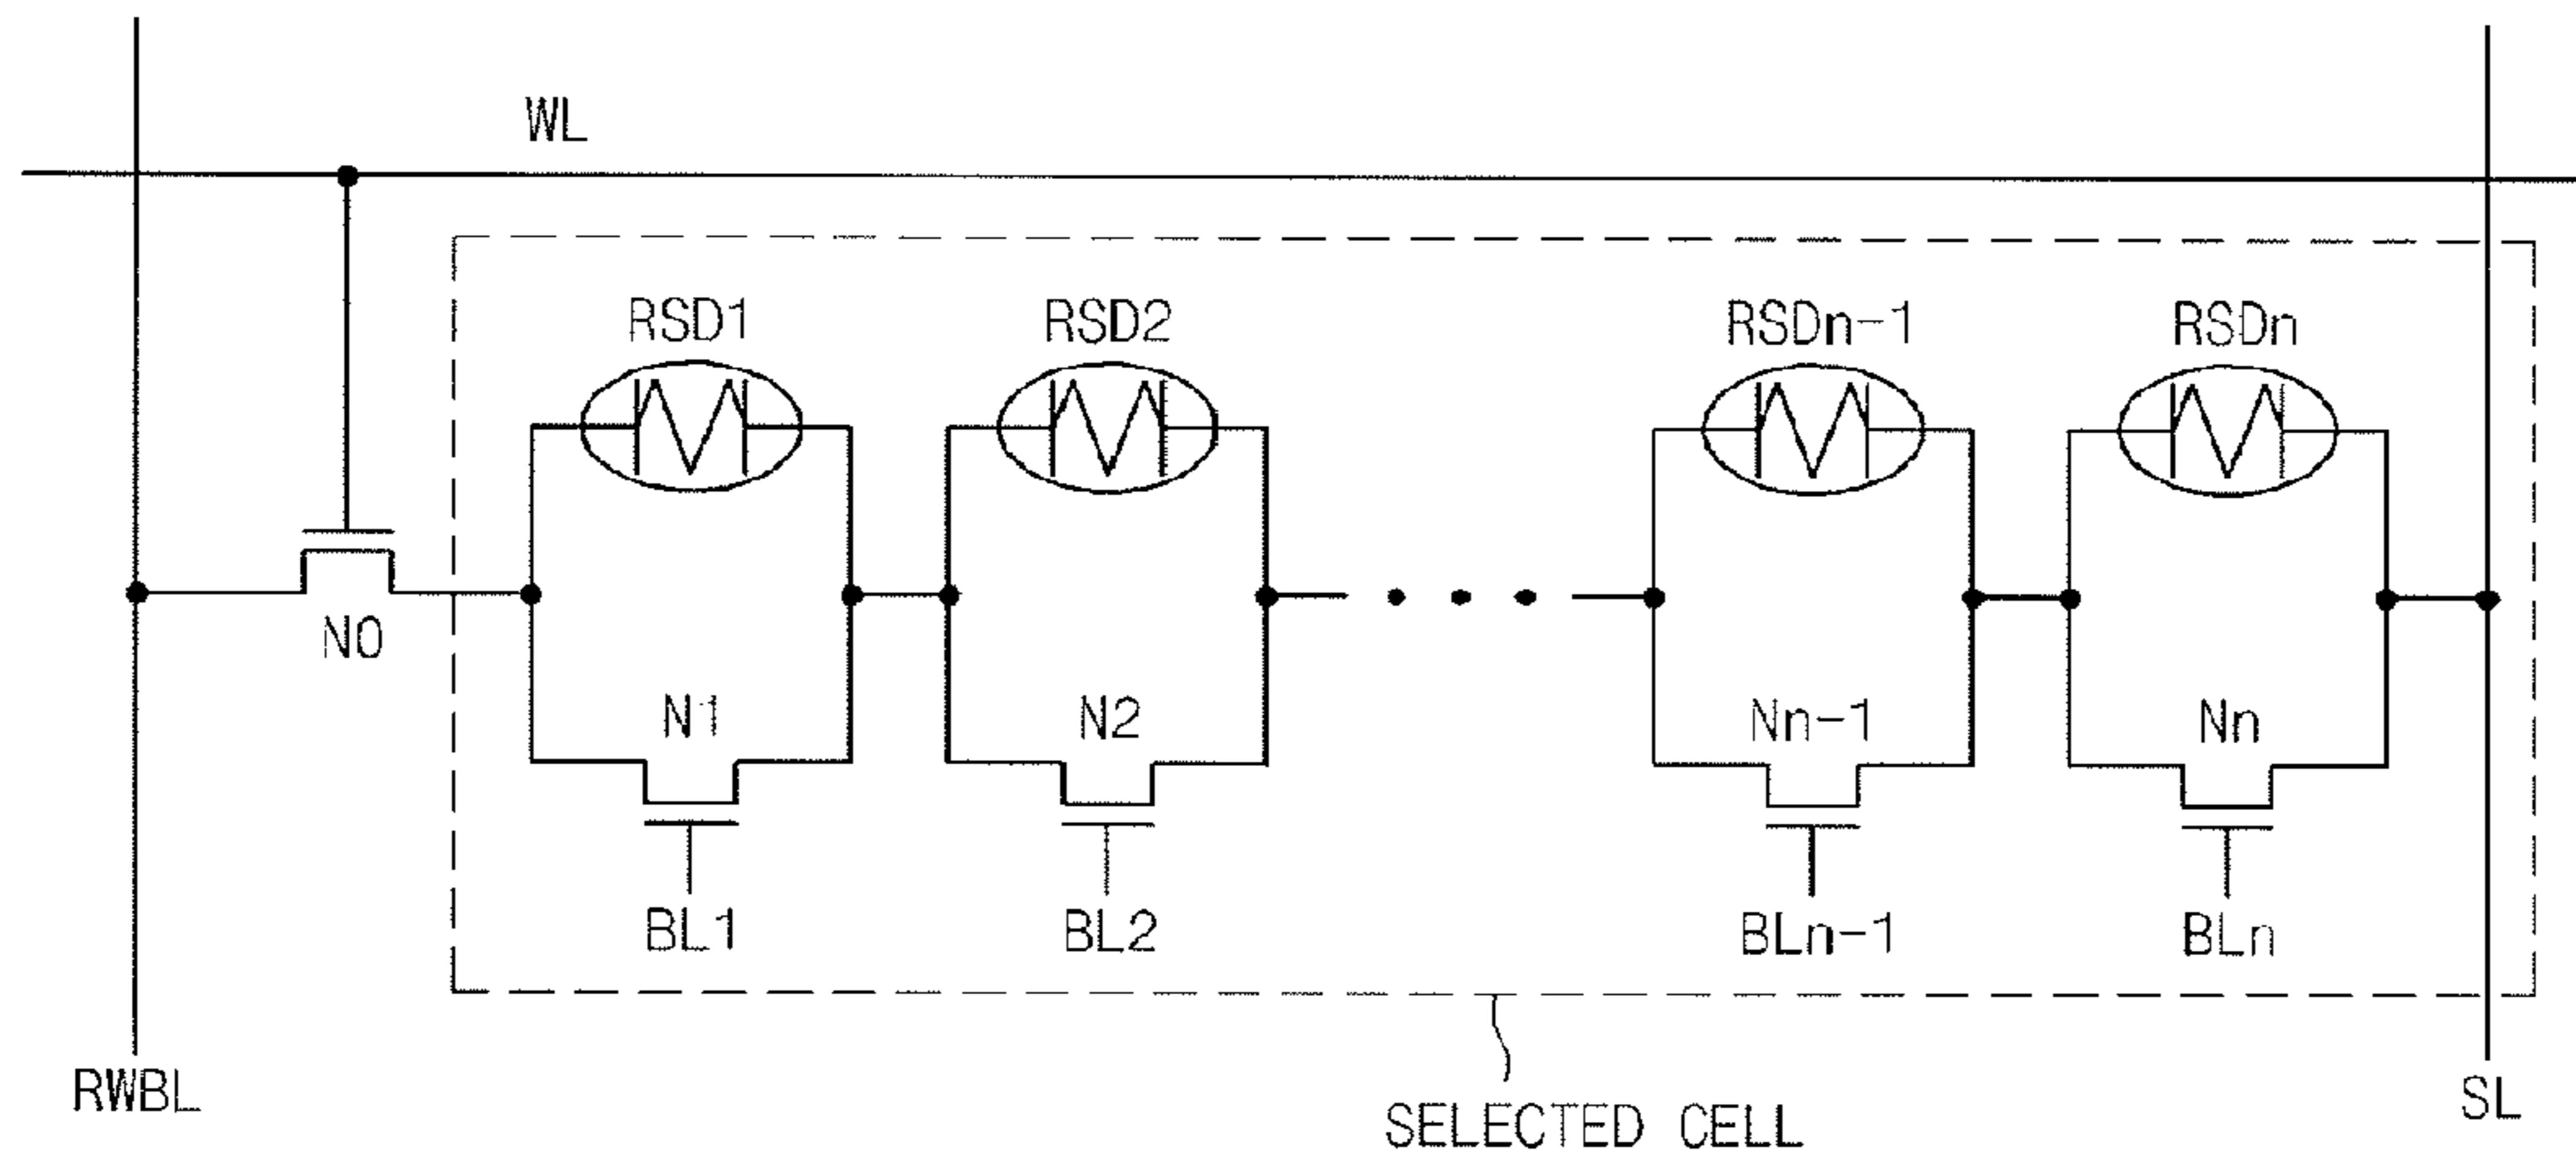 WL
RSD1 RSD2 RSDn-1 RSDn
N0
N1 N2 Nn-1 Nn
BL1 BL2 BLn-1 BLn
RWBL SL
SELECTED CELL